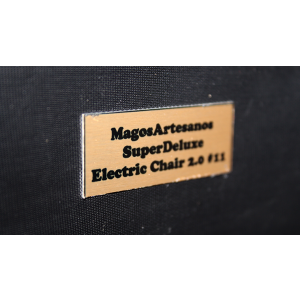 MagosArtesanos
SuperDeluxe
Electric Chair 2.0 #11